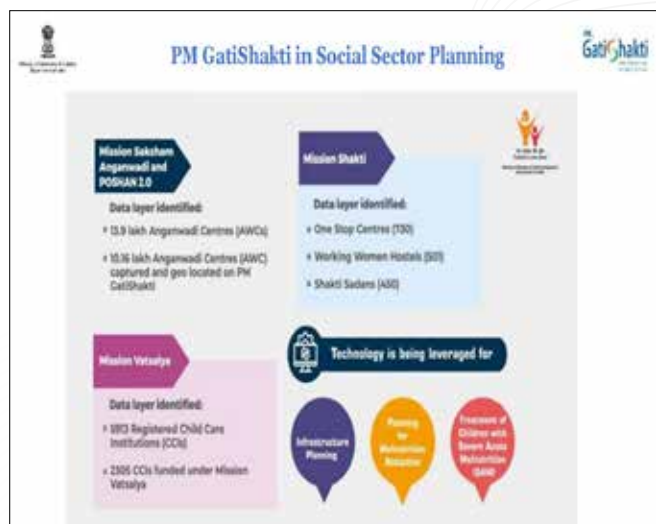 PM GatiShakti in Social Sector Planning
GatiShakti
Mission Saksham
Anganwadi and
POSHAN 2.0
Data layer identified:
13.9 lakh Anganwadi Centres (AWCs)
10.16 lakh Anganwadi Centres (AWC)
captured and geo located on PM
GatiShakti
Mission Shakti
Data layer identified:
One Stop Centres (730)
Working Women Hostels (501)
Shakti Sadans (450)
Mission Vatsalya
Data layer identified:
Registered Child Care
Institutions (CCIs)
2305 CCIs funded under Mission
Vatsalya
Technology is being leveraged for
Infrastructure
Planning
Planning
for
Malnutrition
Treatment of
Children with
Severe Acute
Malnutrition
(SAM)